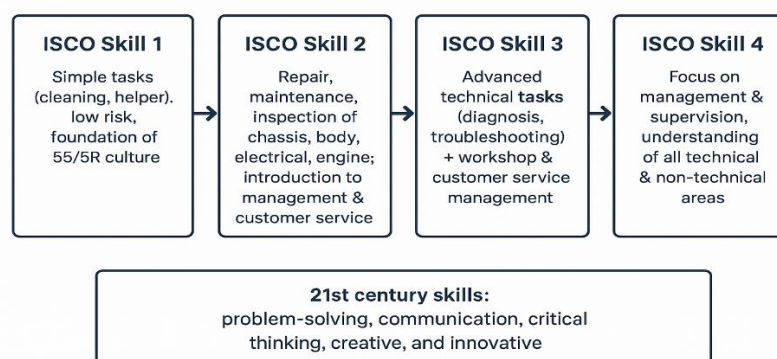 ISCO Skill 1
Simple tasks
(cleaning, helper).
low risk,
foundation of
55/5R culture
ISCO Skill 2
Repair,
maintenance,
inspection of
chassis, body,
electrical, engine;
introduction to
management &
customer service
ISCO Skill 3
Advanced
technical tasks
(diagnosis,
troubleshooting)
+ workshop &
customer service
management
ISCO Skill 4
Focus on
management &
supervision,
understanding
of all technical
& non-technical
areas
21st century skills:
problem-solving, communication, critical
thinking, creative, and innovative